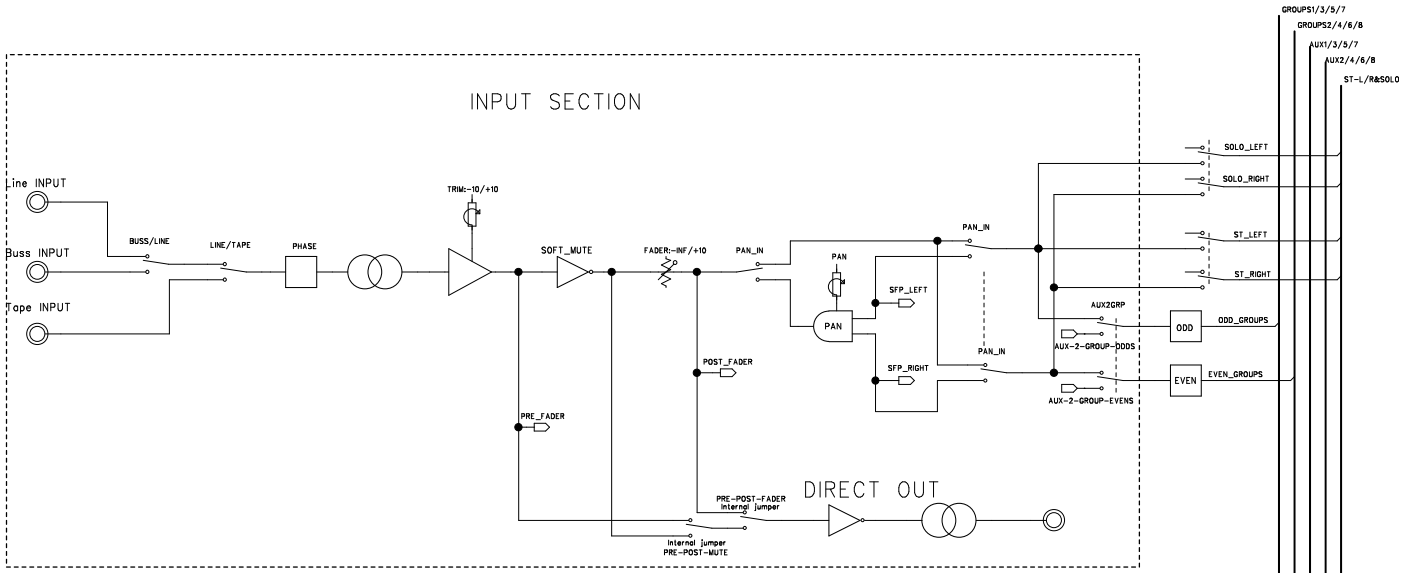 GROUPS1/3/5/7
GROUPS2/4/6/8
AUX1/3/5/7
AUX2/4/6/8
ST-L/R&SOLO
INPUT SECTION
SOLO_LEFT
SOLO_RIGHT
Line INPUT
TRIM:-10/+10
BUSS/LINE
LINE/TAPE
PHASE
SOFT_MUTE
FADER:-INF/+10
PAN_IN
PAN_IN
ST_LEFT
Buss INPUT
PAN
ST_RIGHT
SFP_LEFT
Tape INPUT
AUX2GRP
PAN
ODD
ODD_GROUPS
AUX-2-GROUP-ODDS
PAN_IN
POST_FADER
SFP_RIGHT
EVEN
EVEN_GROUPS
AUX-2-GROUP-EVENS
PRE_FADER
DIRECT OUT
PRE-POST-FADER
Internal jumper
Internal jumper
PRE-POST-MUTE